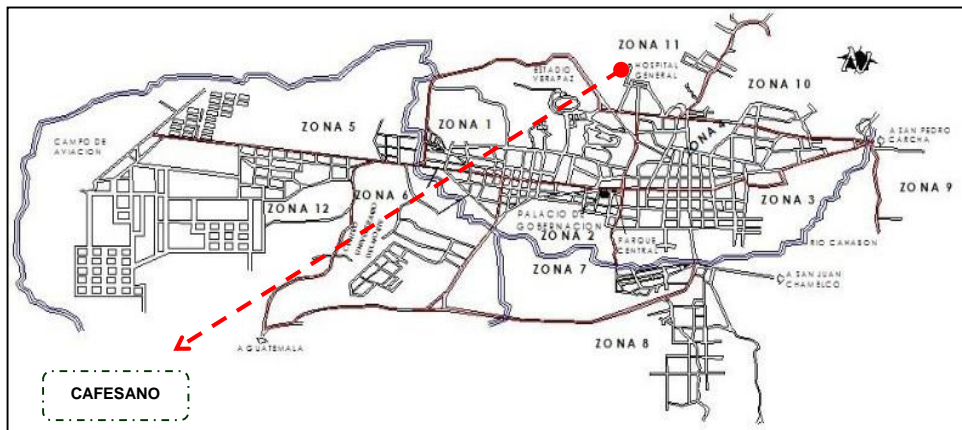 ZONA 11
HOSPITAL
GENERAL
ESTADIO
VERAPAZ
ZONA 10
ZONA 4
ZONA 5
ZONA 1
CAMPO DE
AVIACION
A SAN PEDRO
CARCHA
ZONA 9
ZONA 6
ZONA 12
ZONA 3
PALACIO DE
GOBERNACION
ZONA 2
PARQUE
CENTRAL
RIO CAHABON
ZONA 7
A SAN JUAN
CHAMELCO
A GUATEMALA
ZONA 8
CAFESANO